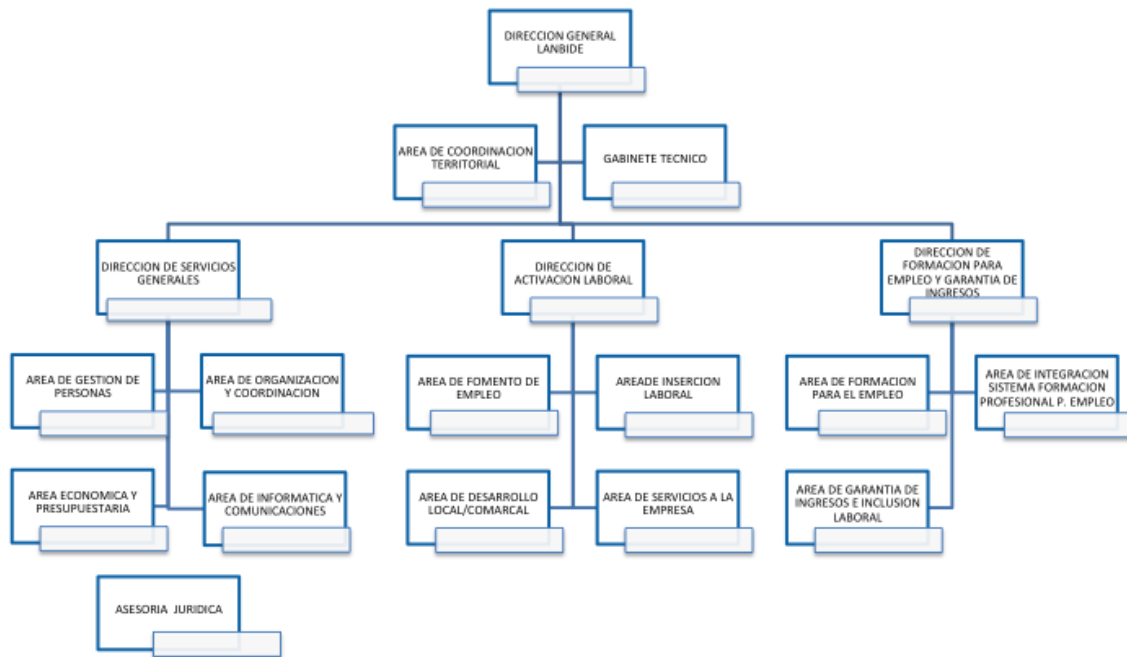 DIRECCION GENERAL
LANBIDE
AREA DE COORDINACION
TERRITORIAL
GABINETE TECNICO
DIRECCION DE SERVICIOS
GENERALES
DIRECCION DE
ACTIVACION LABORAL
DIRECCION DE
FORMACION PARA
EMPLEO Y GARANTIA DE
INGRESOS
AREA DE GESTION DE
PERSONAS
AREA DE ORGANIZACION
Y COORDINACION
AREA DE FOMENTO DE
EMPLEO
AREADE INSERCION
LABORAL
AREA DE FORMACION
PARA EL EMPLEO
AREA DE INTEGRACION
SISTEMA FORMACION
PROFESIONAL P. EMPLEO
AREA ECONOMICA Y
PRESUPUESTARIA
AREA DE INFORMATICA Y
COMUNICACIONES
AREA DE DESARROLLO
LOCAL/COMARCAL
AREA DE SERVICIOS A LA
EMPRESA
AREA DE GARANTIA DE
INGRESOS E INCLUSION
LABORAL
ASESORIA JURIDICA